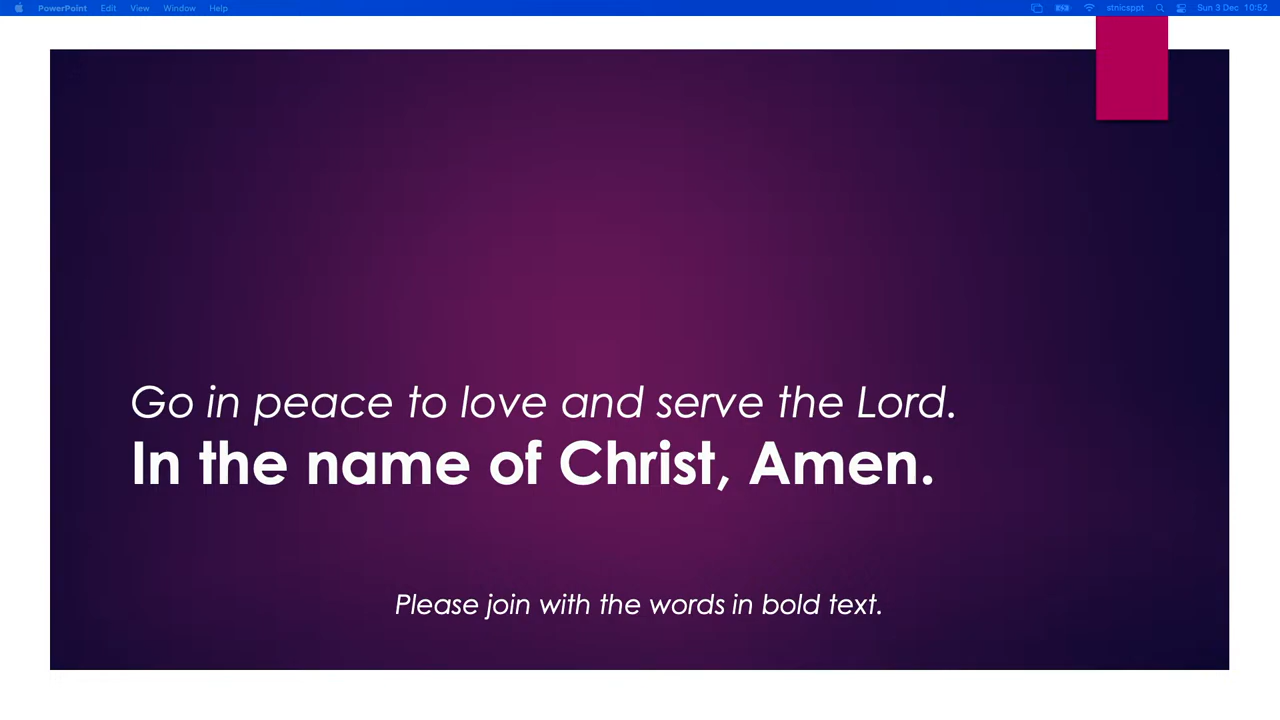 PowerPoint Edit View Window Help stnicsppt Sun 3 Dec 10:52
Go in peace to love and serve the Lord.
In the name of Christ, Amen.
Please join with the words in bold text.